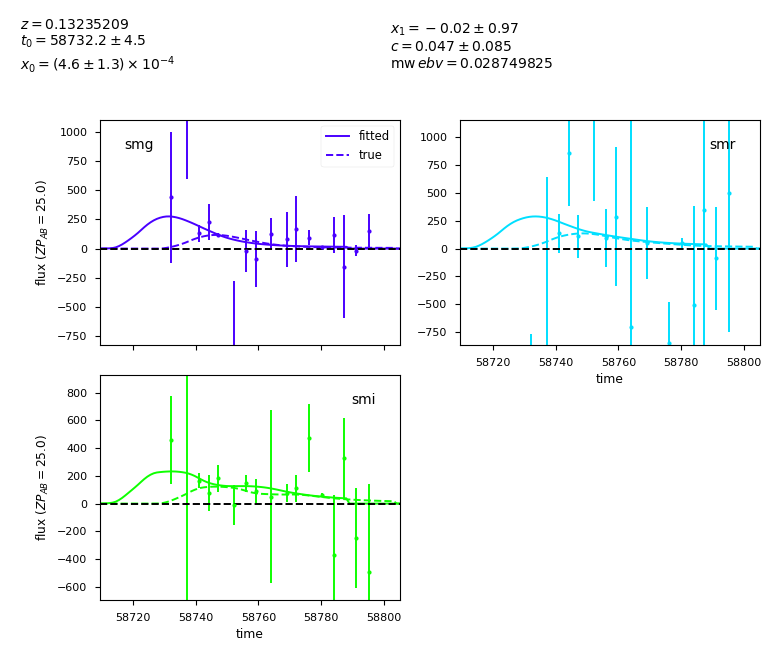 z = 0.13235209
t₀ = 58732.2 ± 4.5
x₀ = (4.6 ± 1.3) × 10⁻⁴
x₁ = −0.02 ± 0.97
c = 0.047 ± 0.085
mw ebv = 0.028749825
smg
fitted
true
1000
750
500
250
0
−250
−500
−750
flux (ZP_AB = 25.0)
smr
1000
750
500
250
0
−250
−500
−750
58720 58740 58760 58780 58800
time
smi
800
600
400
200
0
−200
−400
−600
flux (ZP_AB = 25.0)
58720 58740 58760 58780 58800
time